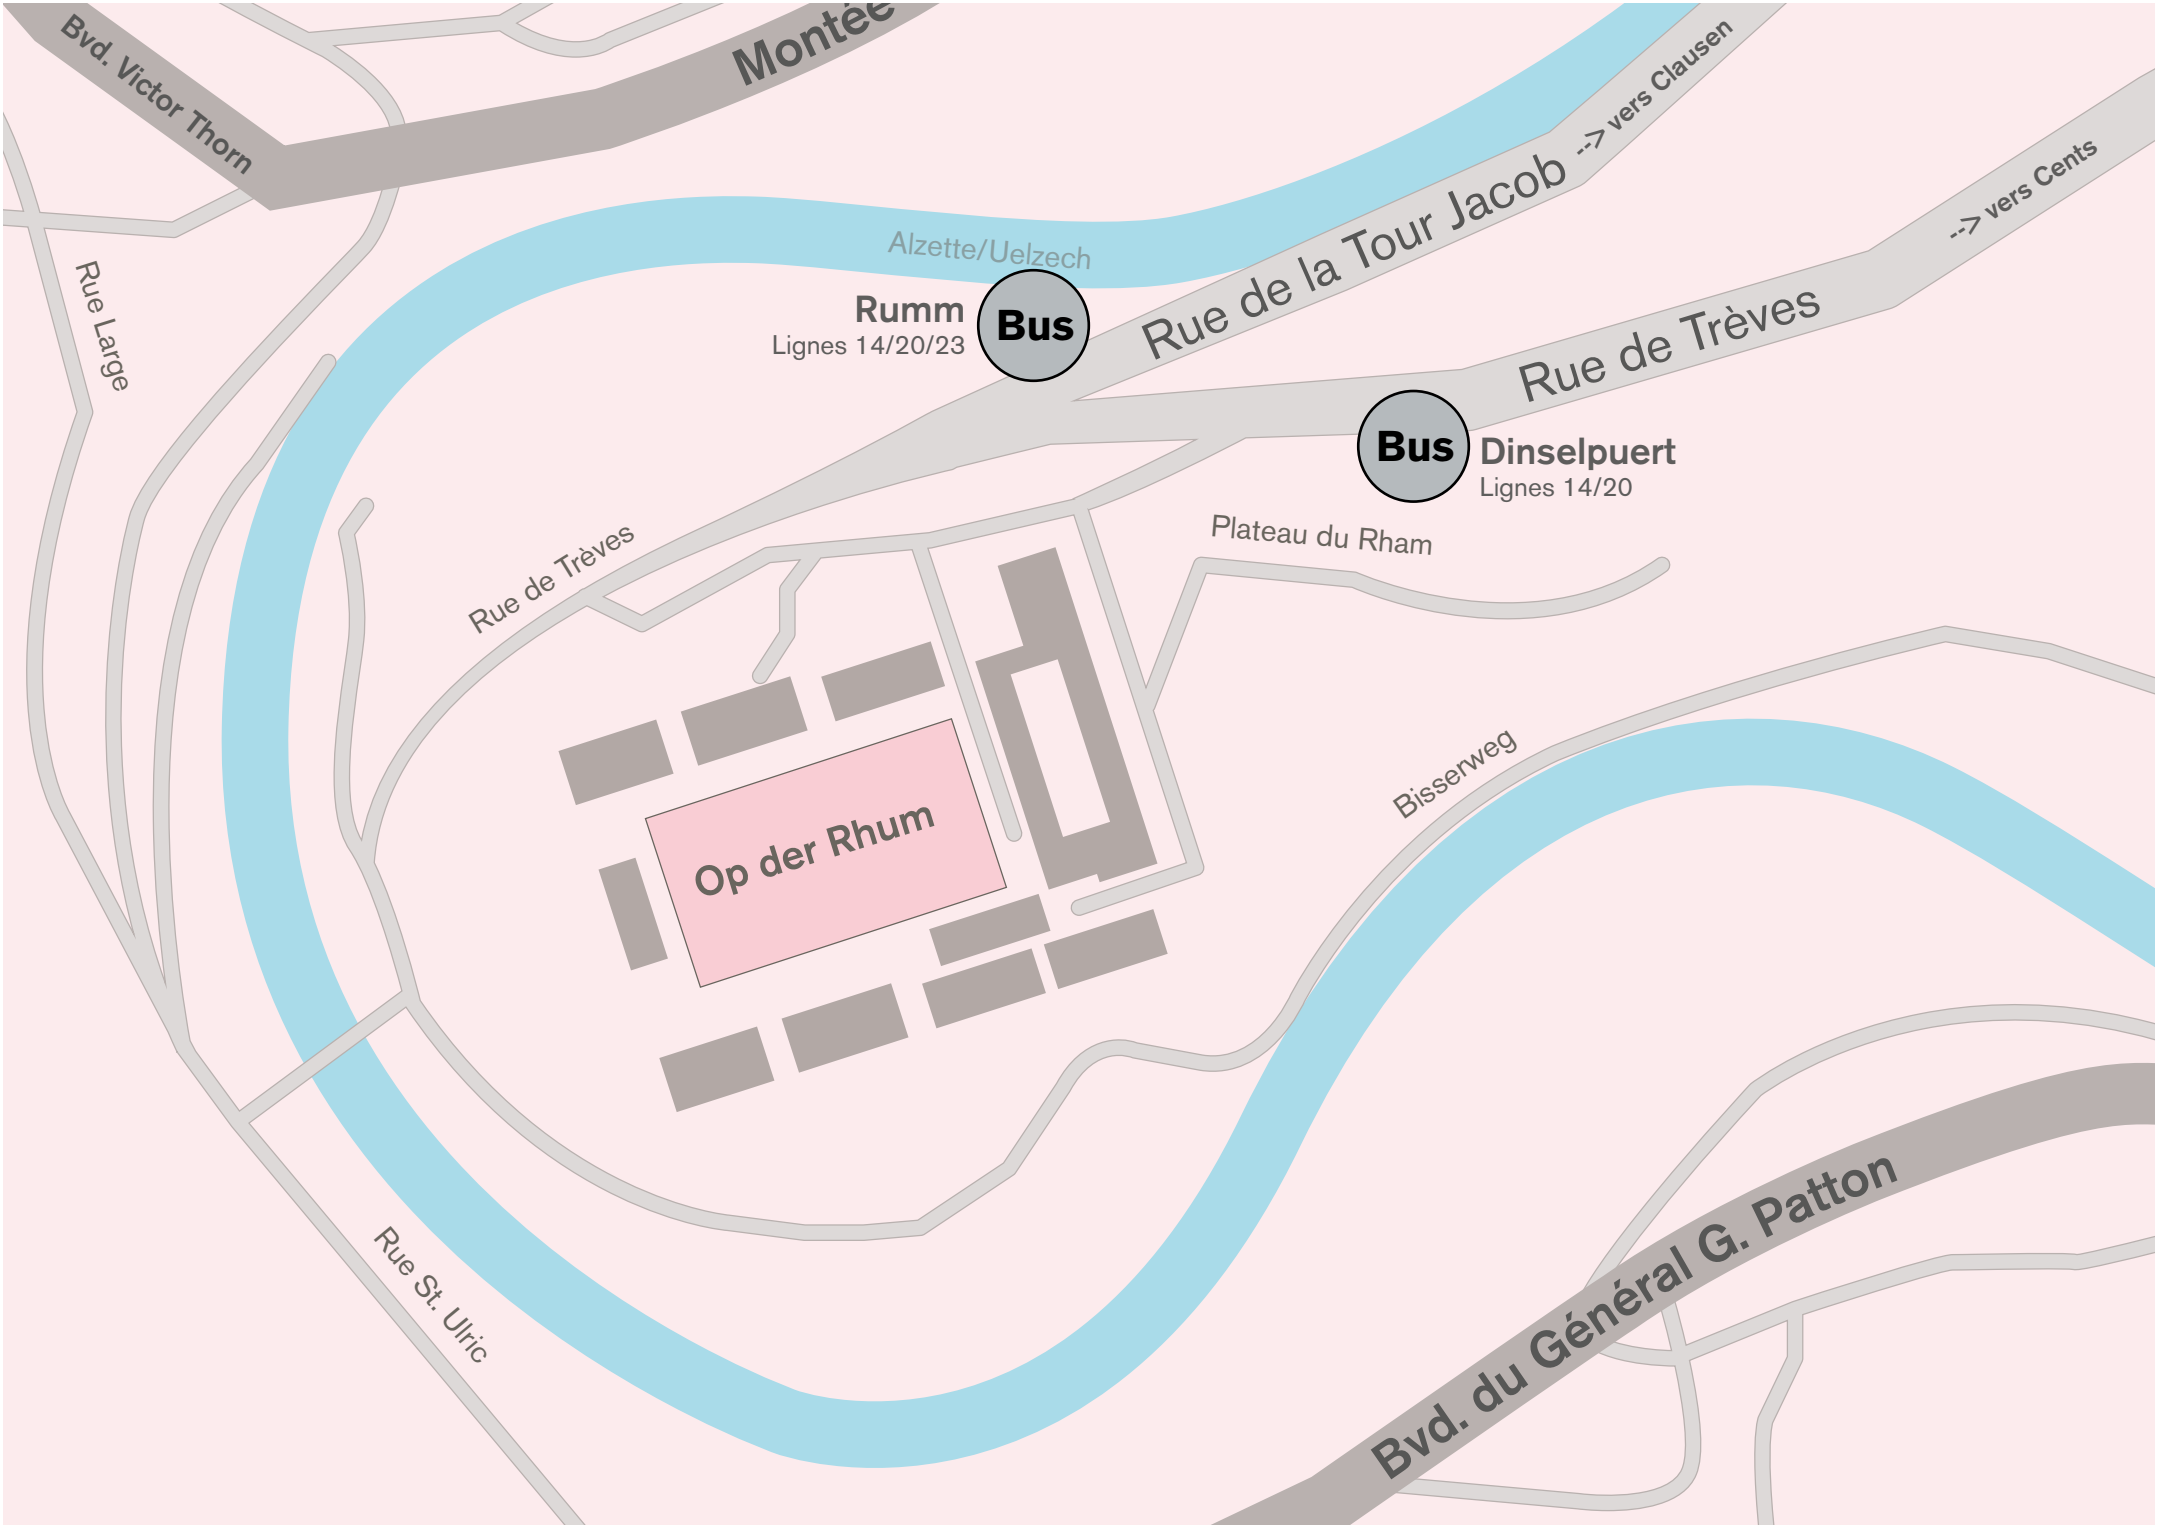 Bvd. Victor Thorn
Montée
--> vers Clausen
--> vers Cents
Rue de la Tour Jacob
Alzette/Uelzech
Rue Large
Rumm
Lignes 14/20/23
Bus
Rue de Trèves
Bus
Dinselpuert
Lignes 14/20
Plateau du Rham
Rue de Trèves
Bisserweg
Op der Rhum
Rue St. Ulric
Bvd. du Général G. Patton